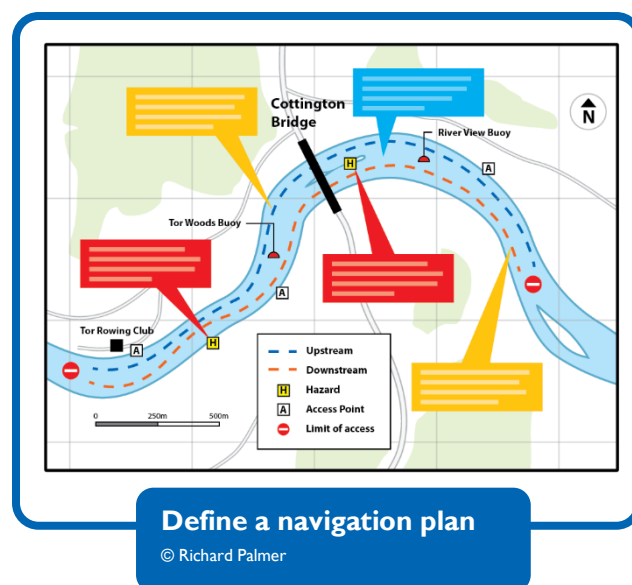 Cottington
Bridge
N
River View Buoy
H
A
Tor Woods Buoy
A
Tor Rowing Club
A
H
0 250m 500m
Upstream
Downstream
H Hazard
A Access Point
Limit of access
Define a navigation plan
© Richard Palmer